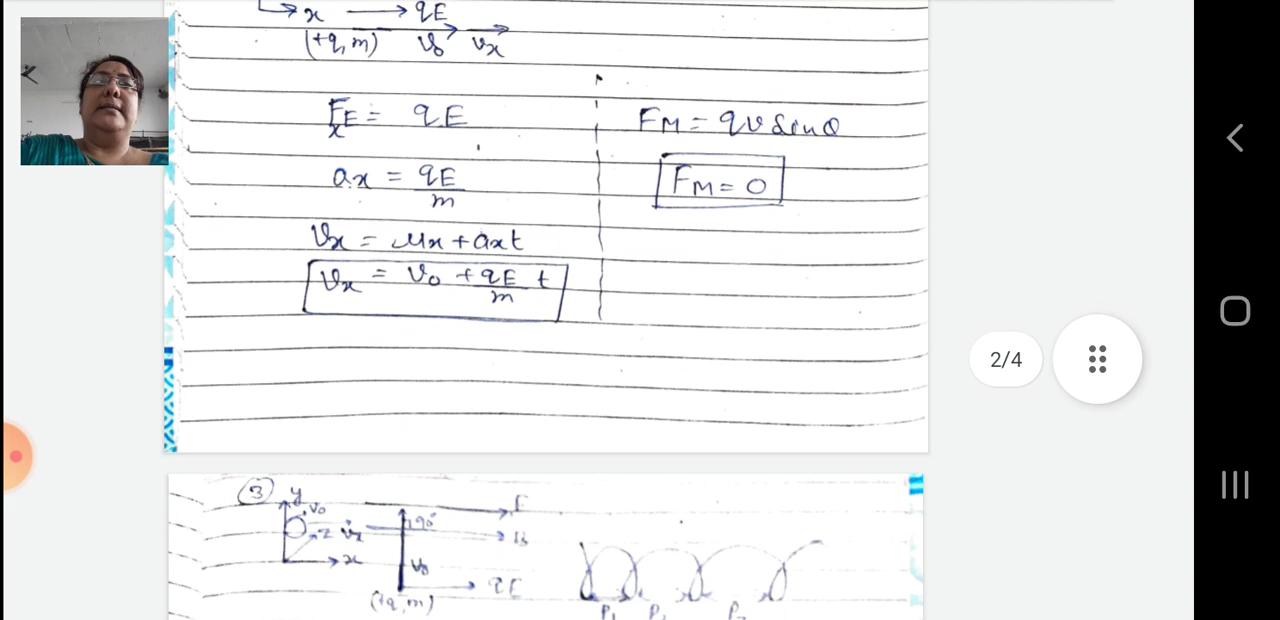 x → qE
(+q, m) v₀ vx
FE = qE
x
FM = qv sinθ
ax = qE/m
FM = 0
vx = ux + axt
vx = v₀ + qE/m t
2/4
③ y
v₀ 90°
z vx B
x v₀ qE
(+q, m)
P₁